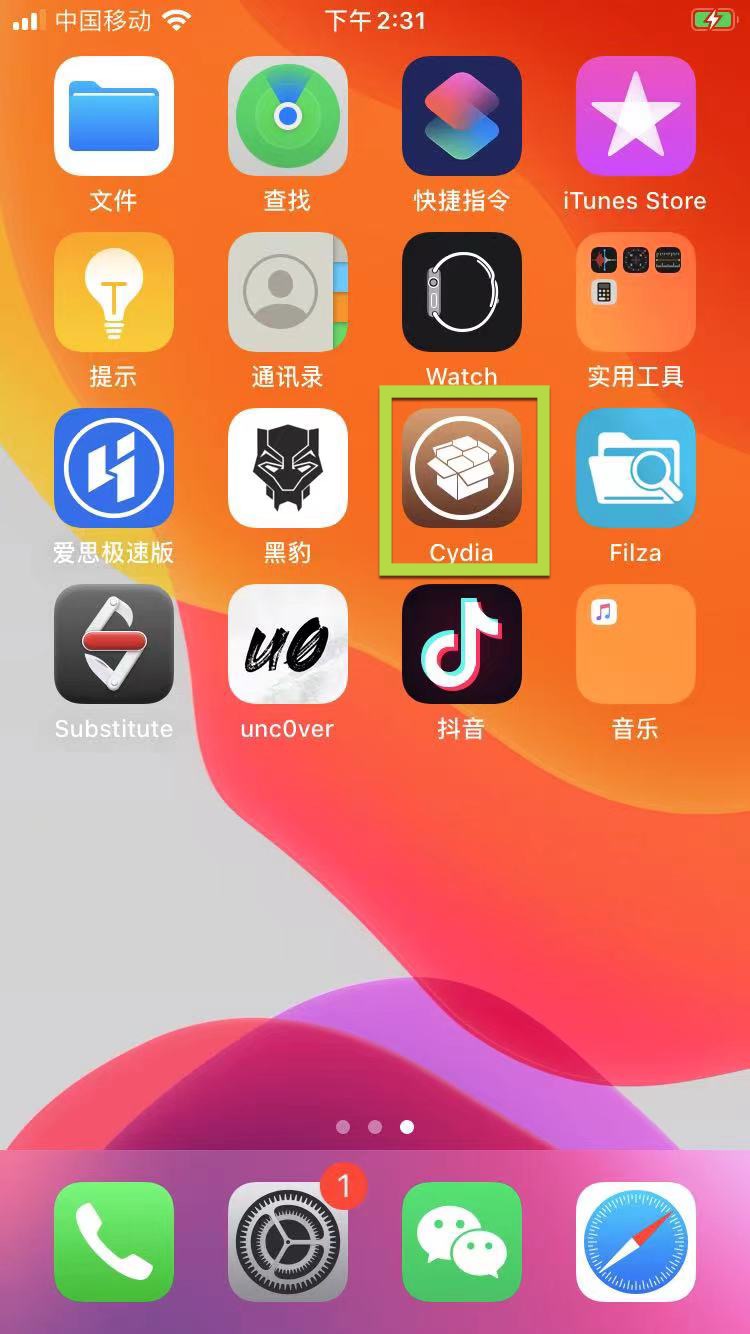 中国移动
下午 2:31
文件
查找
快捷指令
iTunes Store
提示
通讯录
Watch
实用工具
爱思极速版
黑豹
Cydia
Filza
Substitute
u0
unc0ver
抖音
音乐
1